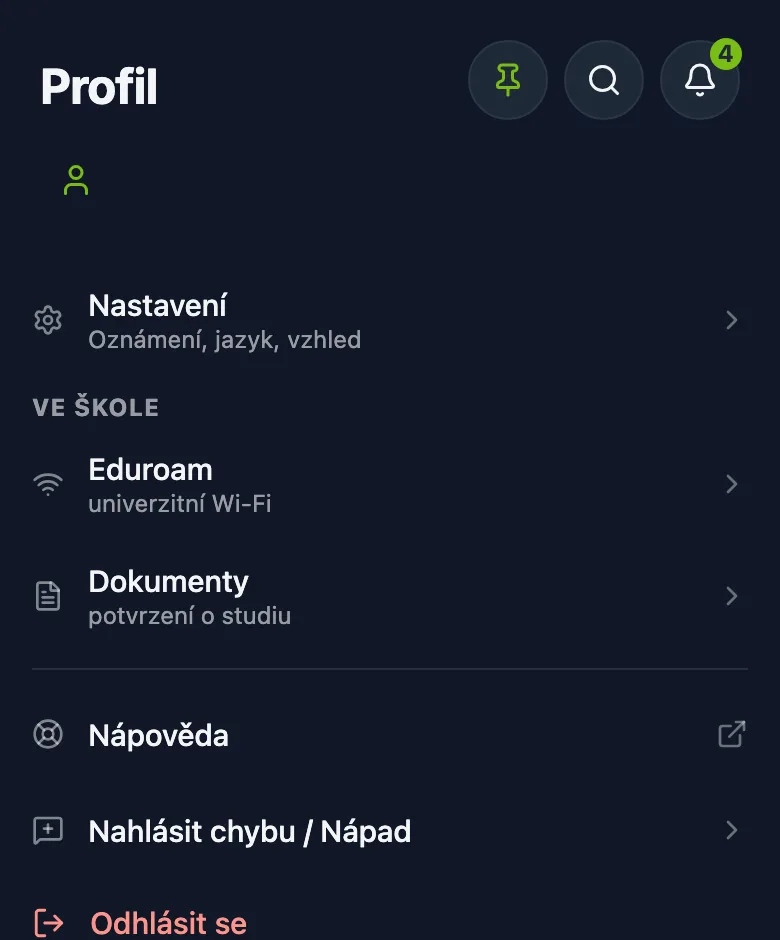 Profil
4
Nastavení
Oznámení, jazyk, vzhled
VE ŠKOLE
Eduroam
univerzitní Wi-Fi
Dokumenty
potvrzení o studiu
Nápověda
Nahlásit chybu / Nápad
Odhlásit se